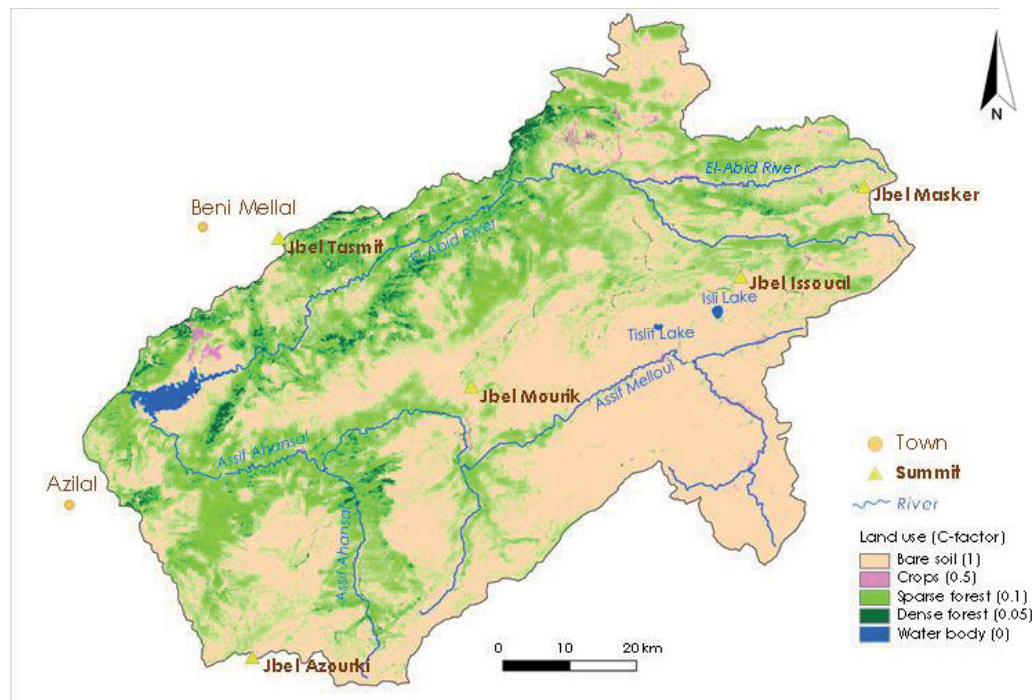 N
El-Abid River
Jbel Masker
Beni Mellal
Jbel Tasmit
El-Abid River
Jbel Issoual
Isli Lake
Tislit Lake
Jbel Mourik
Assif Melloul
Assif Ahansal
Azilal
Assif Ahansal
Jbel Azourki
0 10 20 km
Town
Summit
River
Land use (C-factor)
Bare soil (1)
Crops (0.5)
Sparse forest (0.1)
Dense forest (0.05)
Water body (0)